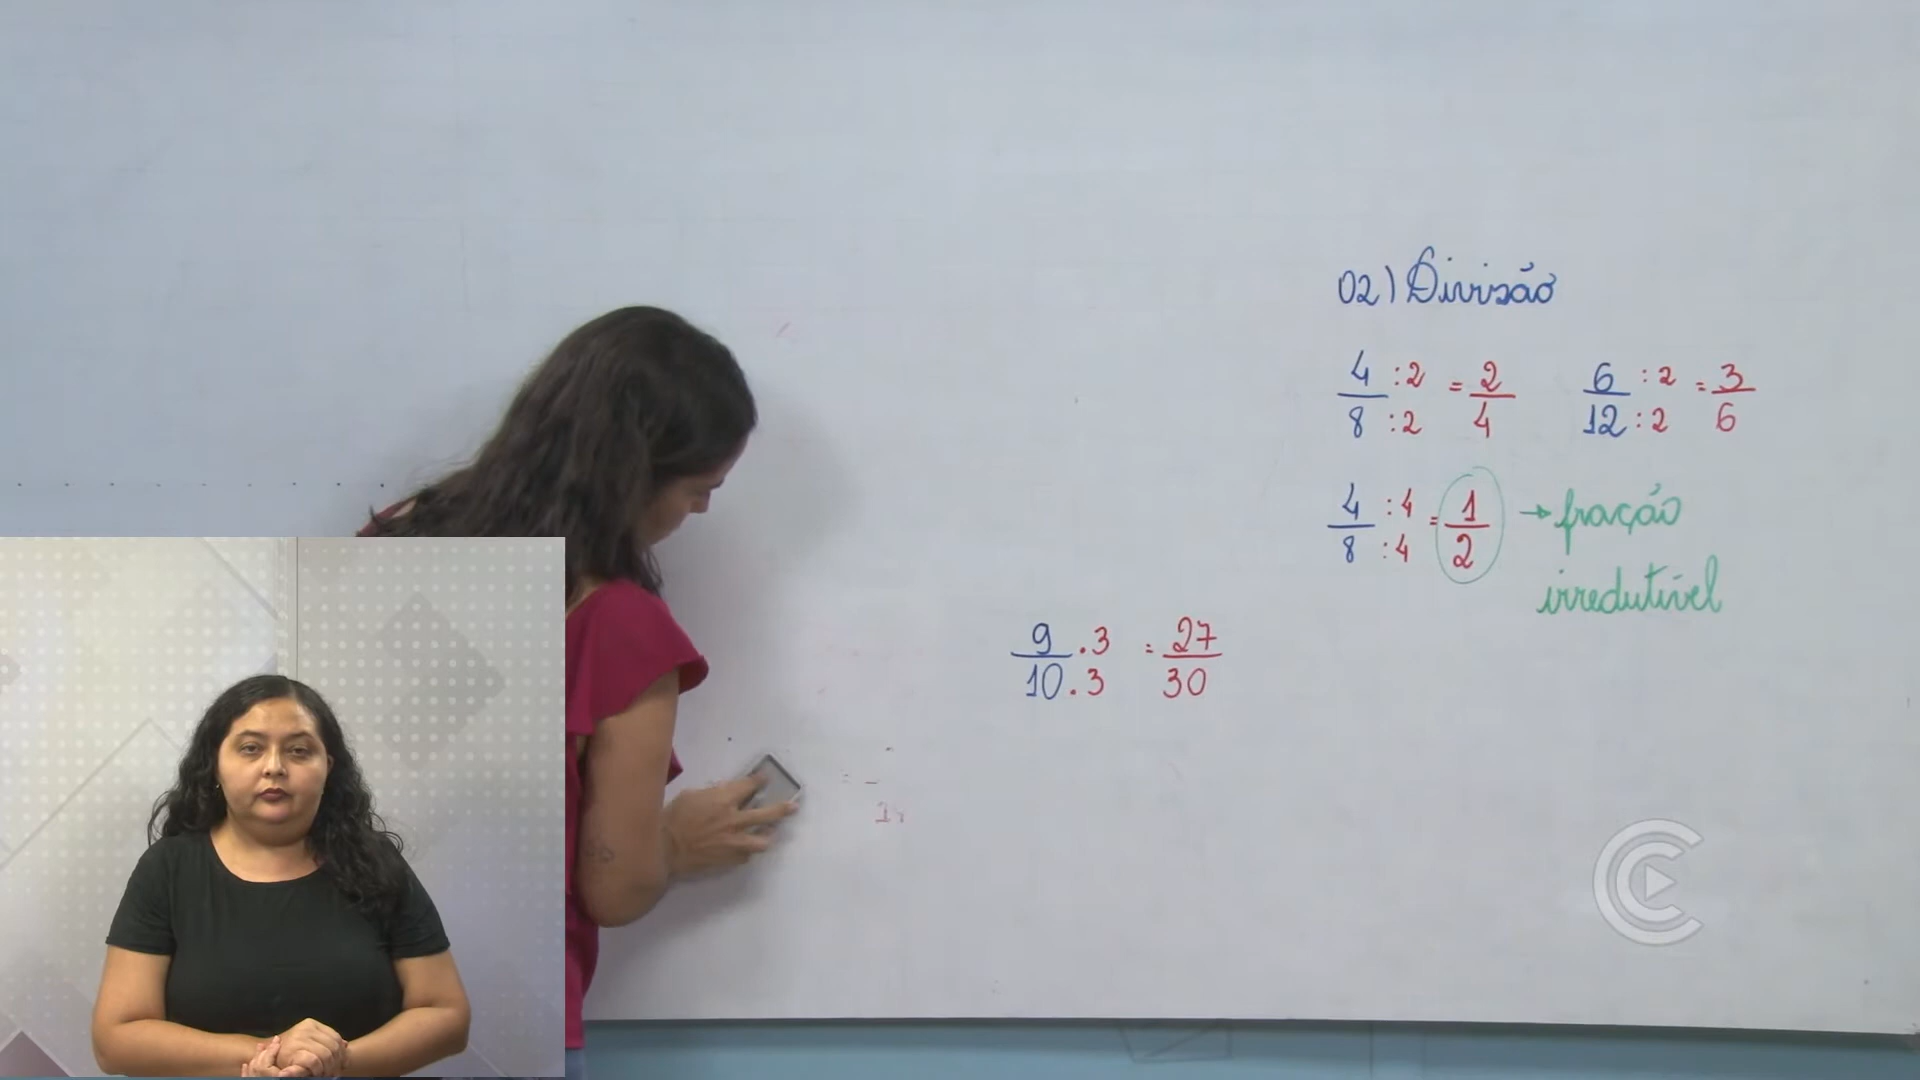 02) Divisão
4/8 :2/:2 = 2/4
6/12 :2/:2 = 3/6
4/8 :4/:4 = 1/2 → fração
irredutível
9/10 .3/.3 = 27/30